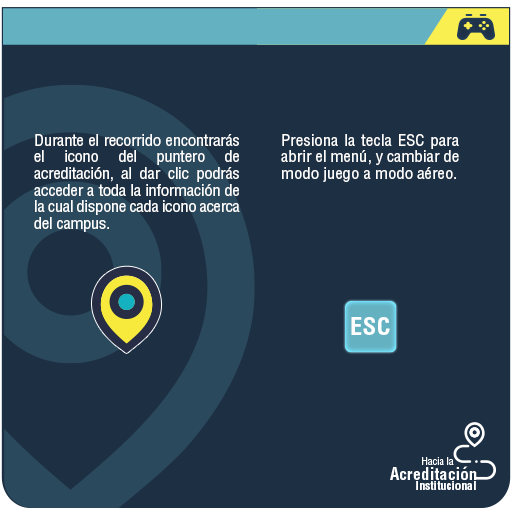 Durante el recorrido encontrarás
el icono del puntero de
acreditación, al dar clic podrás
acceder a toda la información de
la cual dispone cada icono acerca
del campus.
Presiona la tecla ESC para
abrir el menú, y cambiar de
modo juego a modo aéreo.
ESC
Hacia la
Acreditación
Institucional